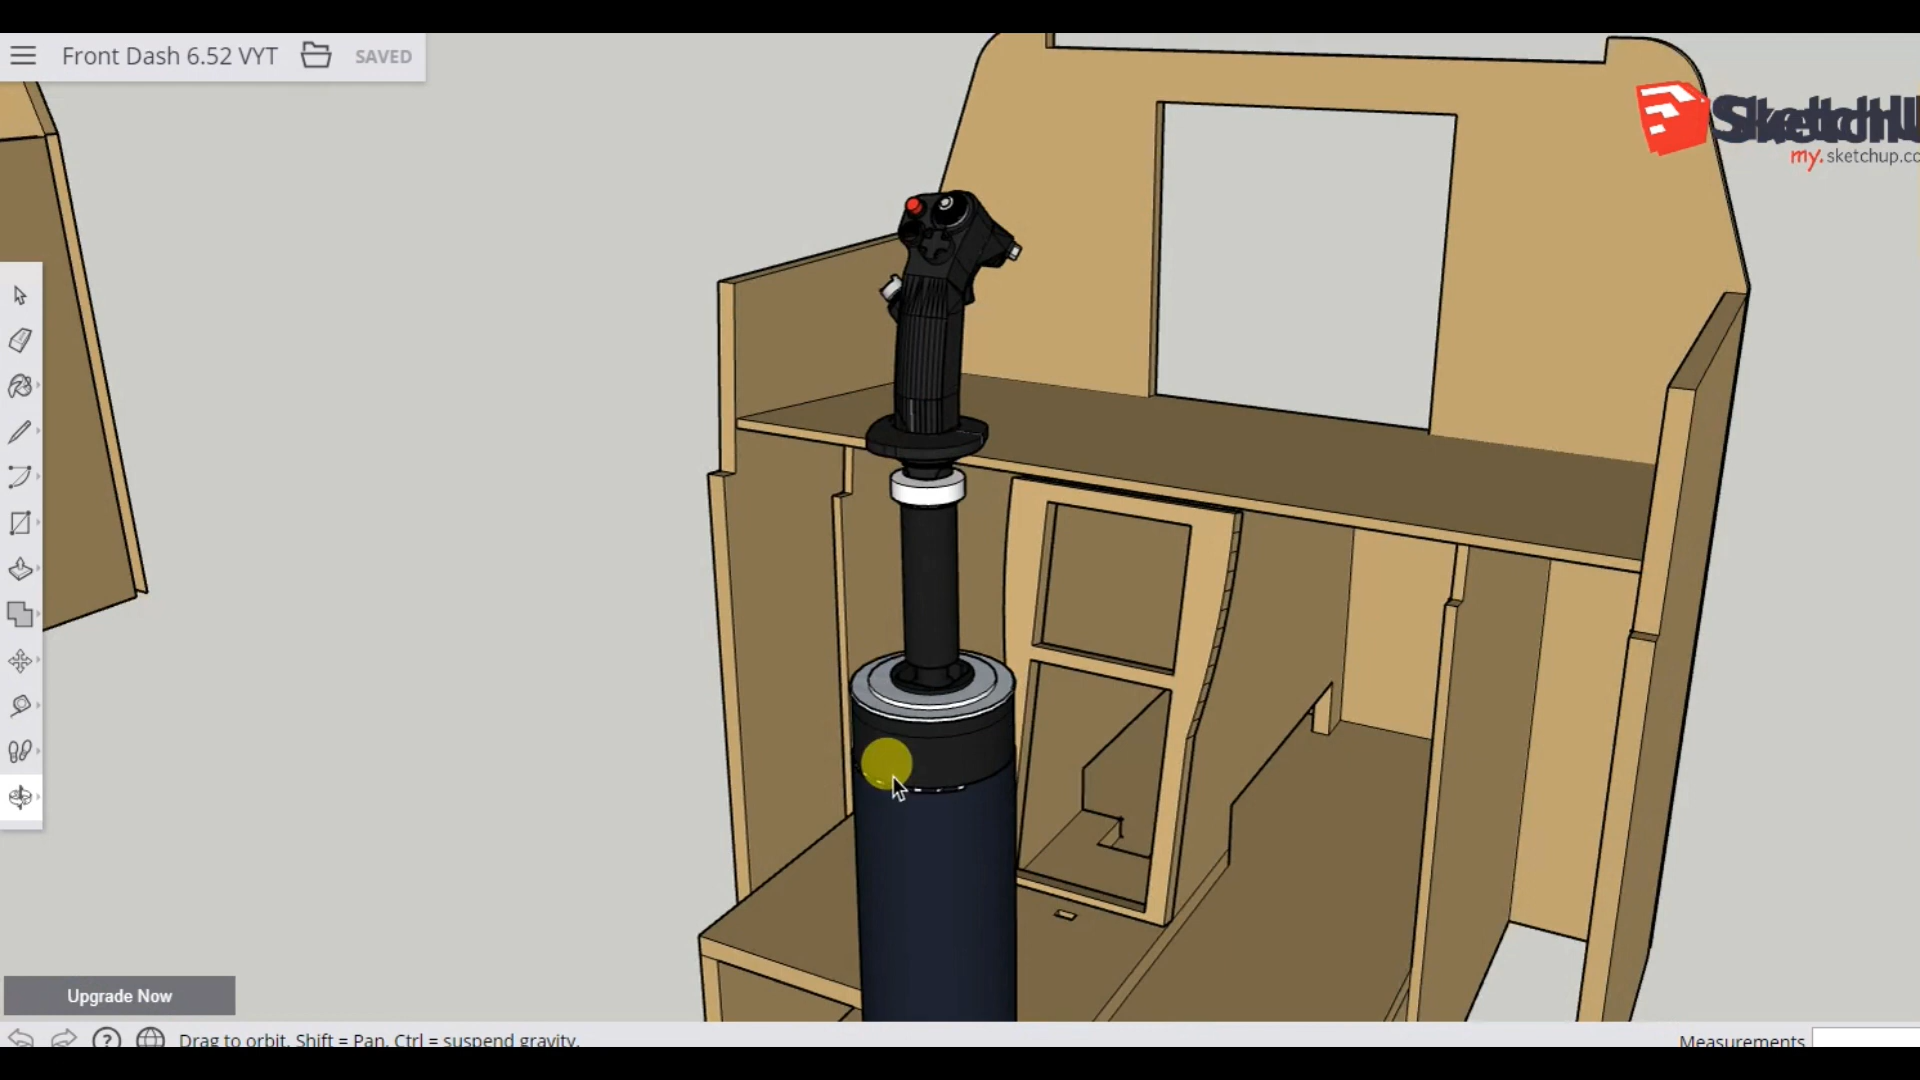 Front Dash 6.52 VYT
SAVED
my.sketchup.co
Upgrade Now
Drag to orbit. Shift = Pan, Ctrl = suspend gravity.
Measurements